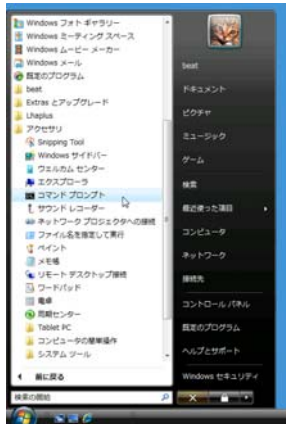 Windows フォト ギャラリー
Windows ミーティング スペース
Windows ムービー メーカー
Windows メール
既定のプログラム
beat
Extras とアップグレード
Lhaplus
アクセサリ
Snipping Tool
Windows サイドバー
ウェルカム センター
エクスプローラ
コマンド プロンプト
サウンド レコーダー
ネットワーク プロジェクタへの接続
ファイル名を指定して実行
ペイント
メモ帳
リモート デスクトップ接続
ワードパッド
電卓
同期センター
Tablet PC
コンピュータの簡単操作
システム ツール
前に戻る
検索の開始
beat
ドキュメント
ピクチャ
ミュージック
ゲーム
検索
最近使った項目
コンピュータ
ネットワーク
接続先
コントロール パネル
既定のプログラム
ヘルプとサポート
Windows セキュリティ